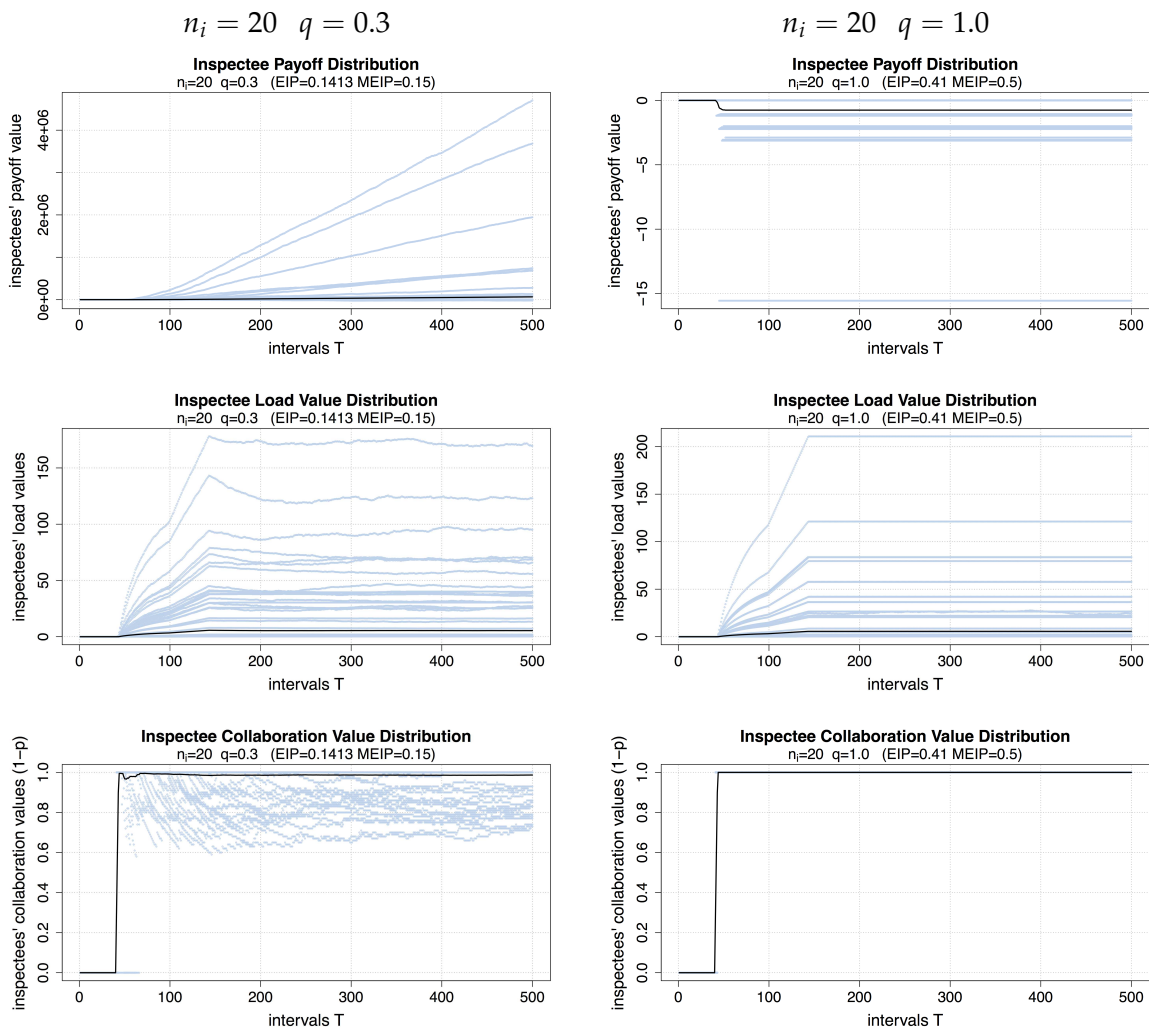 nᵢ = 20 q = 0.3
nᵢ = 20 q = 1.0
Inspectee Payoff Distribution
nᵢ=20 q=0.3 (EIP=0.1413 MEIP=0.15)
inspectees' payoff value
4e+06
2e+06
0e+00
0 100 200 300 400 500
intervals T
Inspectee Payoff Distribution
nᵢ=20 q=1.0 (EIP=0.41 MEIP=0.5)
inspectees' payoff value
0
−5
−10
−15
0 100 200 300 400 500
intervals T
Inspectee Load Value Distribution
nᵢ=20 q=0.3 (EIP=0.1413 MEIP=0.15)
inspectees' load values
150
100
50
0
0 100 200 300 400 500
intervals T
Inspectee Load Value Distribution
nᵢ=20 q=1.0 (EIP=0.41 MEIP=0.5)
inspectees' load values
200
150
100
50
0
0 100 200 300 400 500
intervals T
Inspectee Collaboration Value Distribution
nᵢ=20 q=0.3 (EIP=0.1413 MEIP=0.15)
inspectees' collaboration values (1−p)
1.0
0.8
0.6
0.4
0.2
0.0
0 100 200 300 400 500
intervals T
Inspectee Collaboration Value Distribution
nᵢ=20 q=1.0 (EIP=0.41 MEIP=0.5)
inspectees' collaboration values (1−p)
1.0
0.8
0.6
0.4
0.2
0.0
0 100 200 300 400 500
intervals T